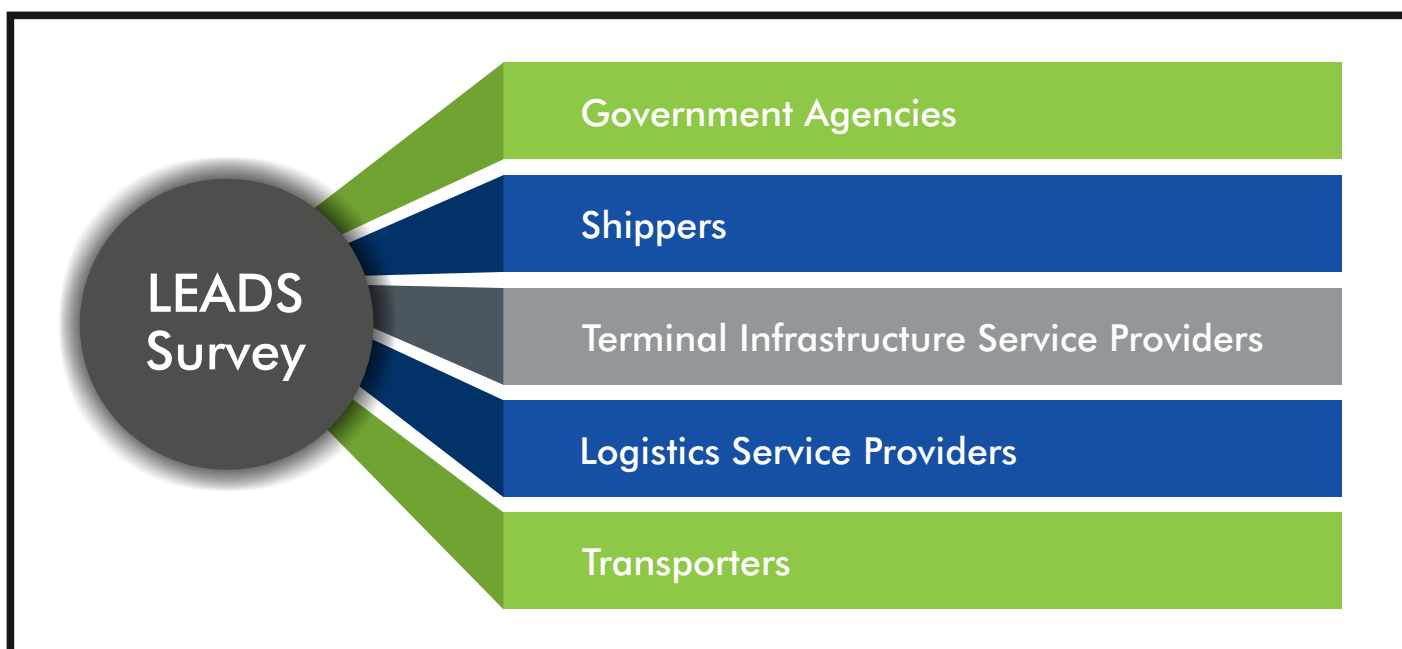 LEADS
Survey
Government Agencies
Shippers
Terminal Infrastructure Service Providers
Logistics Service Providers
Transporters